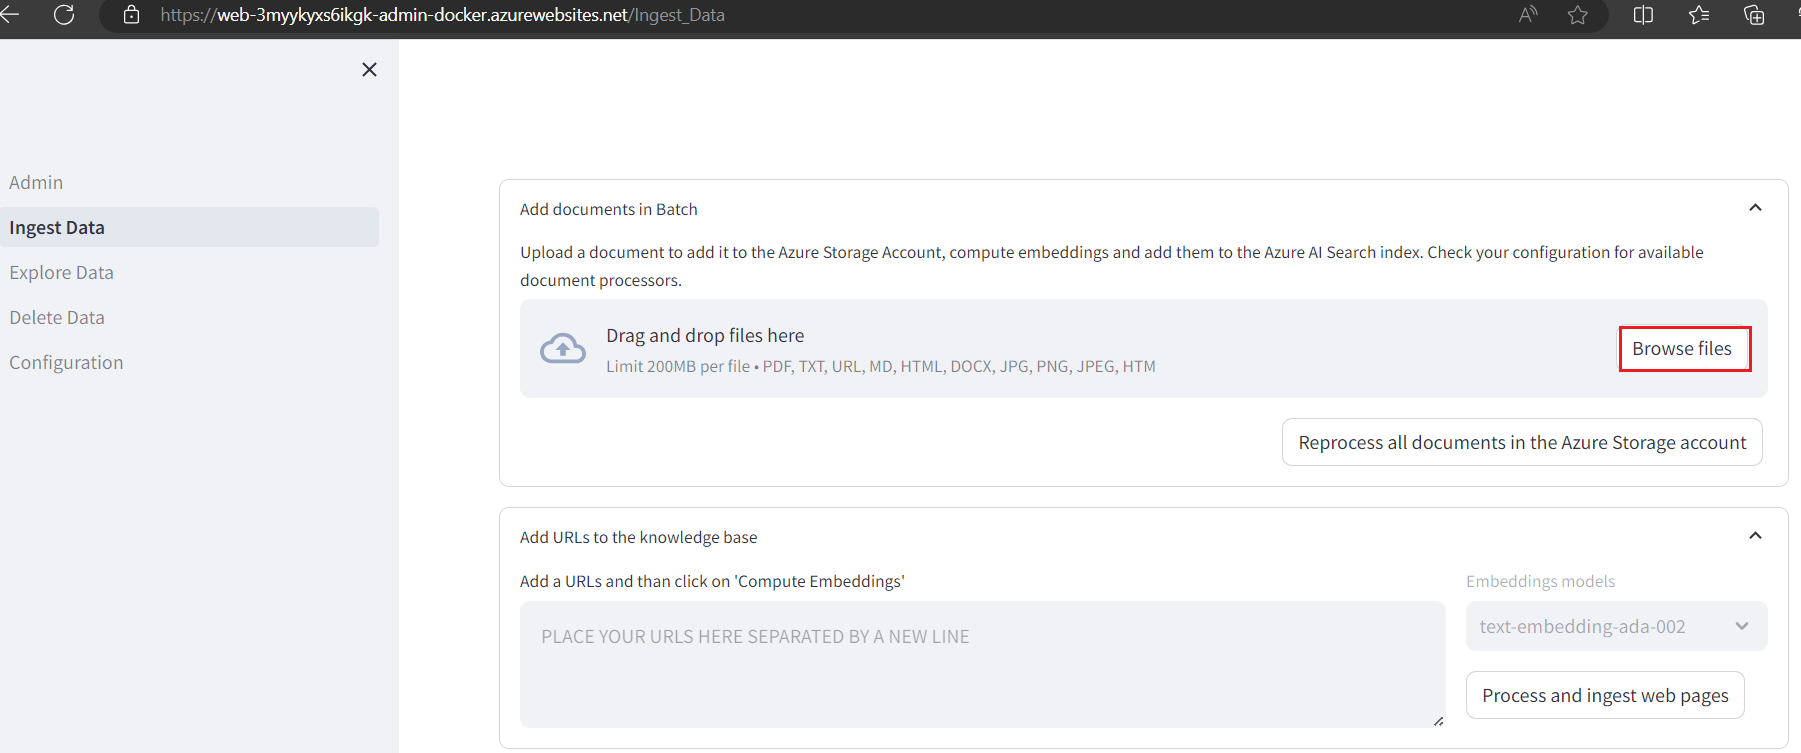 https://web-3myykyxs6ikgk-admin-docker.azurewebsites.net/Ingest_Data
Admin
Ingest Data
Explore Data
Delete Data
Configuration
Add documents in Batch
Upload a document to add it to the Azure Storage Account, compute embeddings and add them to the Azure AI Search index. Check your configuration for available
document processors.
Drag and drop files here
Limit 200MB per file • PDF, TXT, URL, MD, HTML, DOCX, JPG, PNG, JPEG, HTM
Browse files
Reprocess all documents in the Azure Storage account
Add URLs to the knowledge base
Add a URLs and than click on 'Compute Embeddings'
PLACE YOUR URLS HERE SEPARATED BY A NEW LINE
Embeddings models
text-embedding-ada-002
Process and ingest web pages